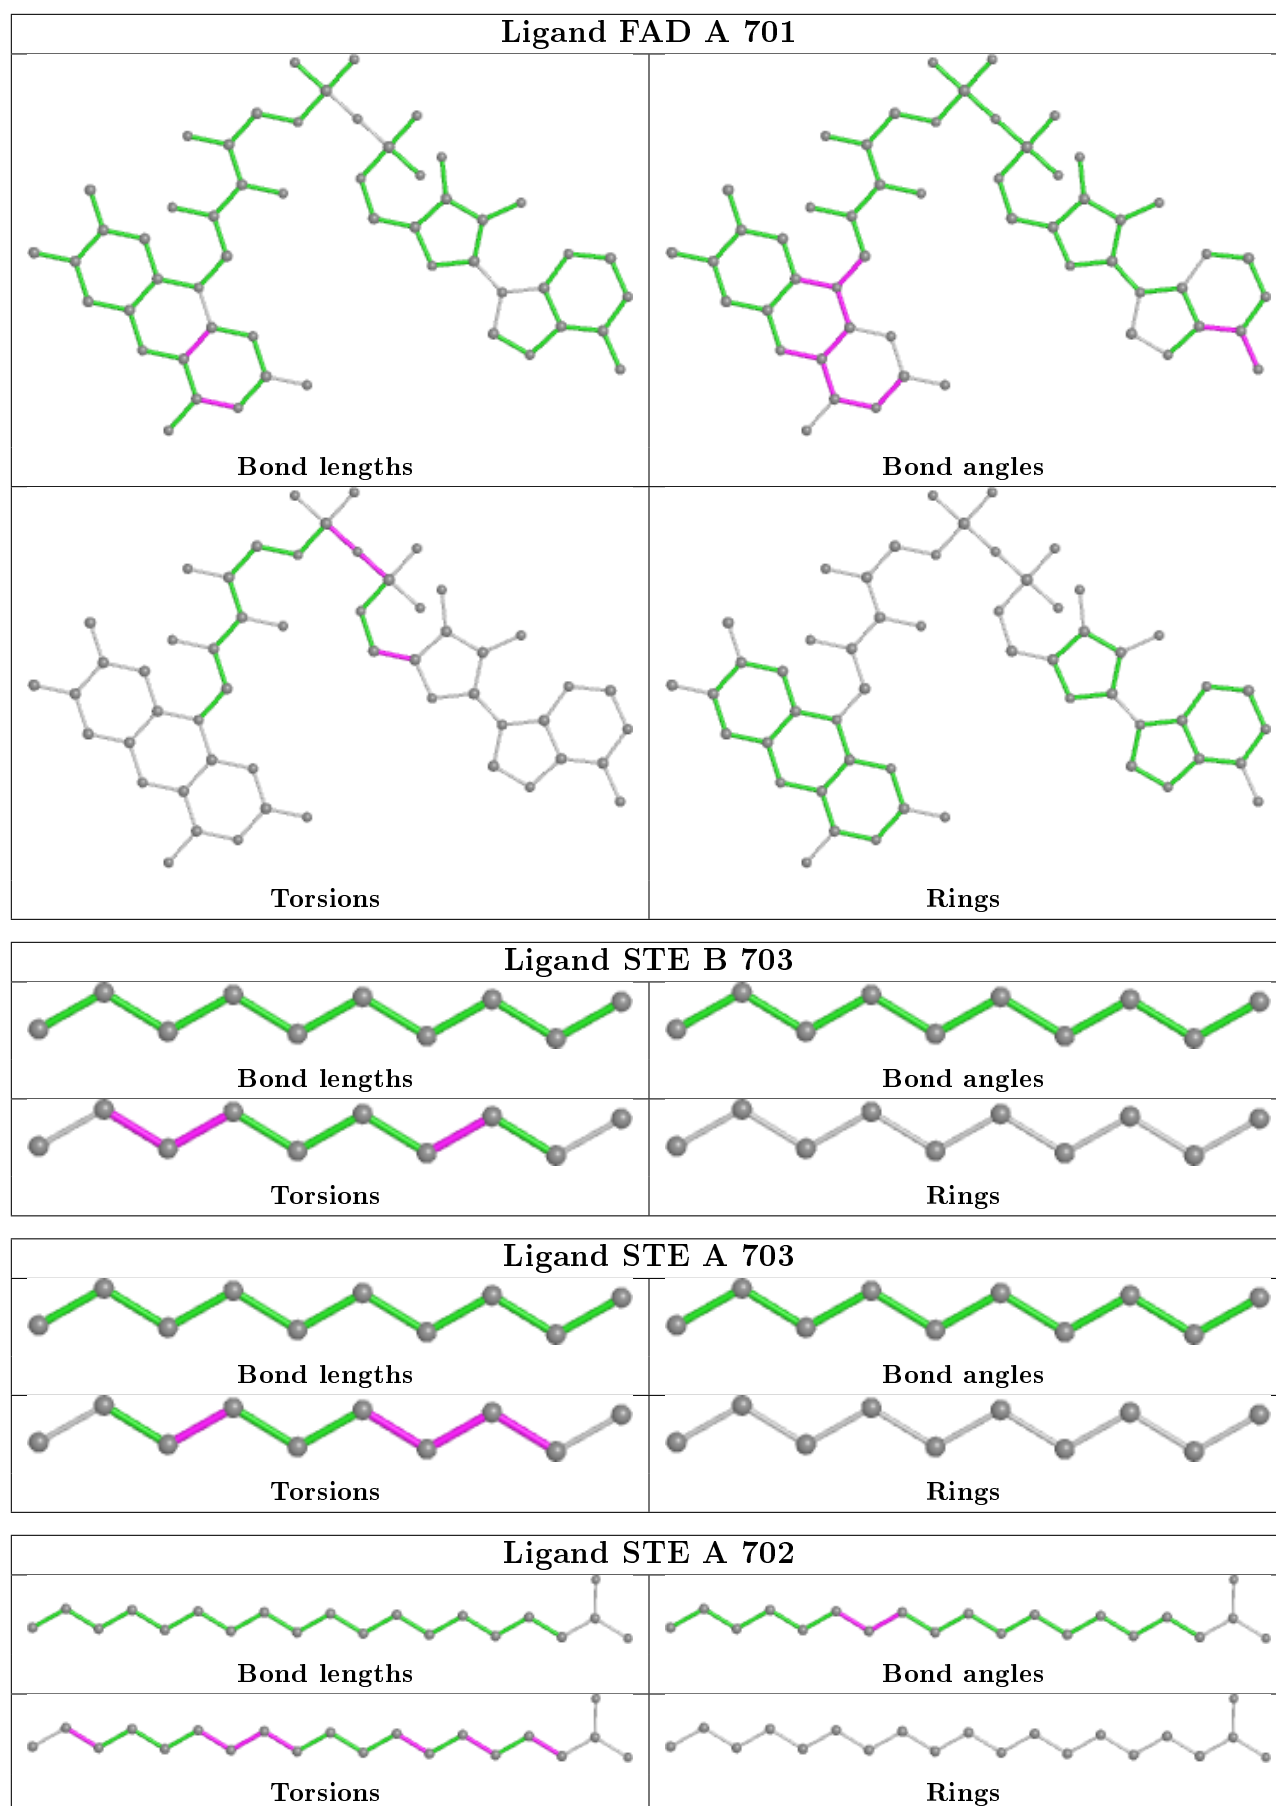 Ligand FAD A 701
Bond lengths
Bond angles
Torsions
Rings
Ligand STE B 703
Bond lengths
Bond angles
Torsions
Rings
Ligand STE A 703
Bond lengths
Bond angles
Torsions
Rings
Ligand STE A 702
Bond lengths
Bond angles
Torsions
Rings